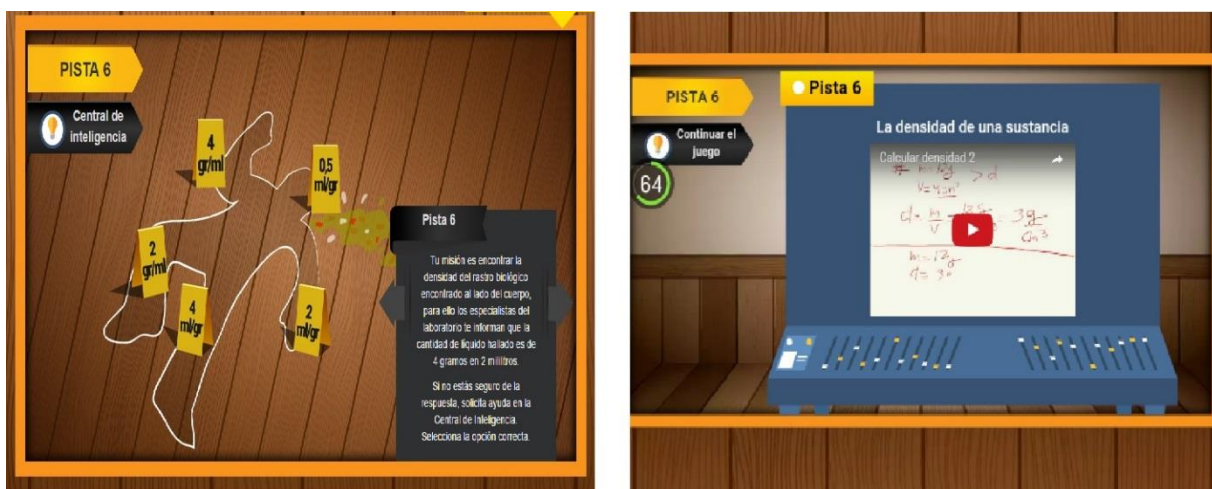 PISTA 6
Central de
inteligencia
4
gr/ml
0,5
ml/gr
2
gr/ml
4
ml/gr
2
ml/gr
Pista 6
Tu misión es encontrar la
densidad del rastro biológico
encontrado al lado del cuerpo,
para ello los especialistas del
laboratorio te informan que la
cantidad de líquido hallado es de
4 gramos en 2 mililitros.
Si no estás seguro de la
respuesta, solicita ayuda en la
Central de Inteligencia.
Selecciona la opción correcta.
PISTA 6
Continuar el
juego
64
Pista 6
La densidad de una sustancia
Calcular densidad 2
> d
d = m
V
m = 12g